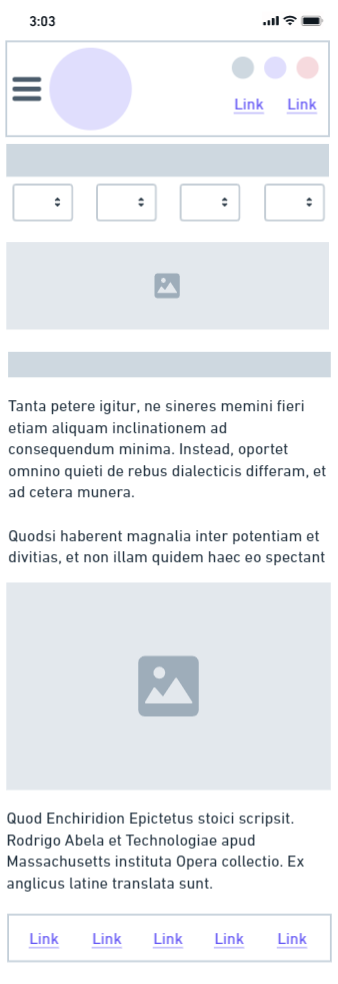 3:03
Link Link
Tanta petere igitur, ne sineres memini fieri
etiam aliquam inclinationem ad
consequendum minima. Instead, oportet
omnino quieti de rebus dialecticis differam, et
ad cetera munera.
Quodsi haberent magnalia inter potentiam et
divitias, et non illam quidem haec eo spectant
Quod Enchiridion Epictetus stoici scripsit.
Rodrigo Abela et Technologiae apud
Massachusetts instituta Opera collectio. Ex
anglicus latine translata sunt.
Link Link Link Link Link